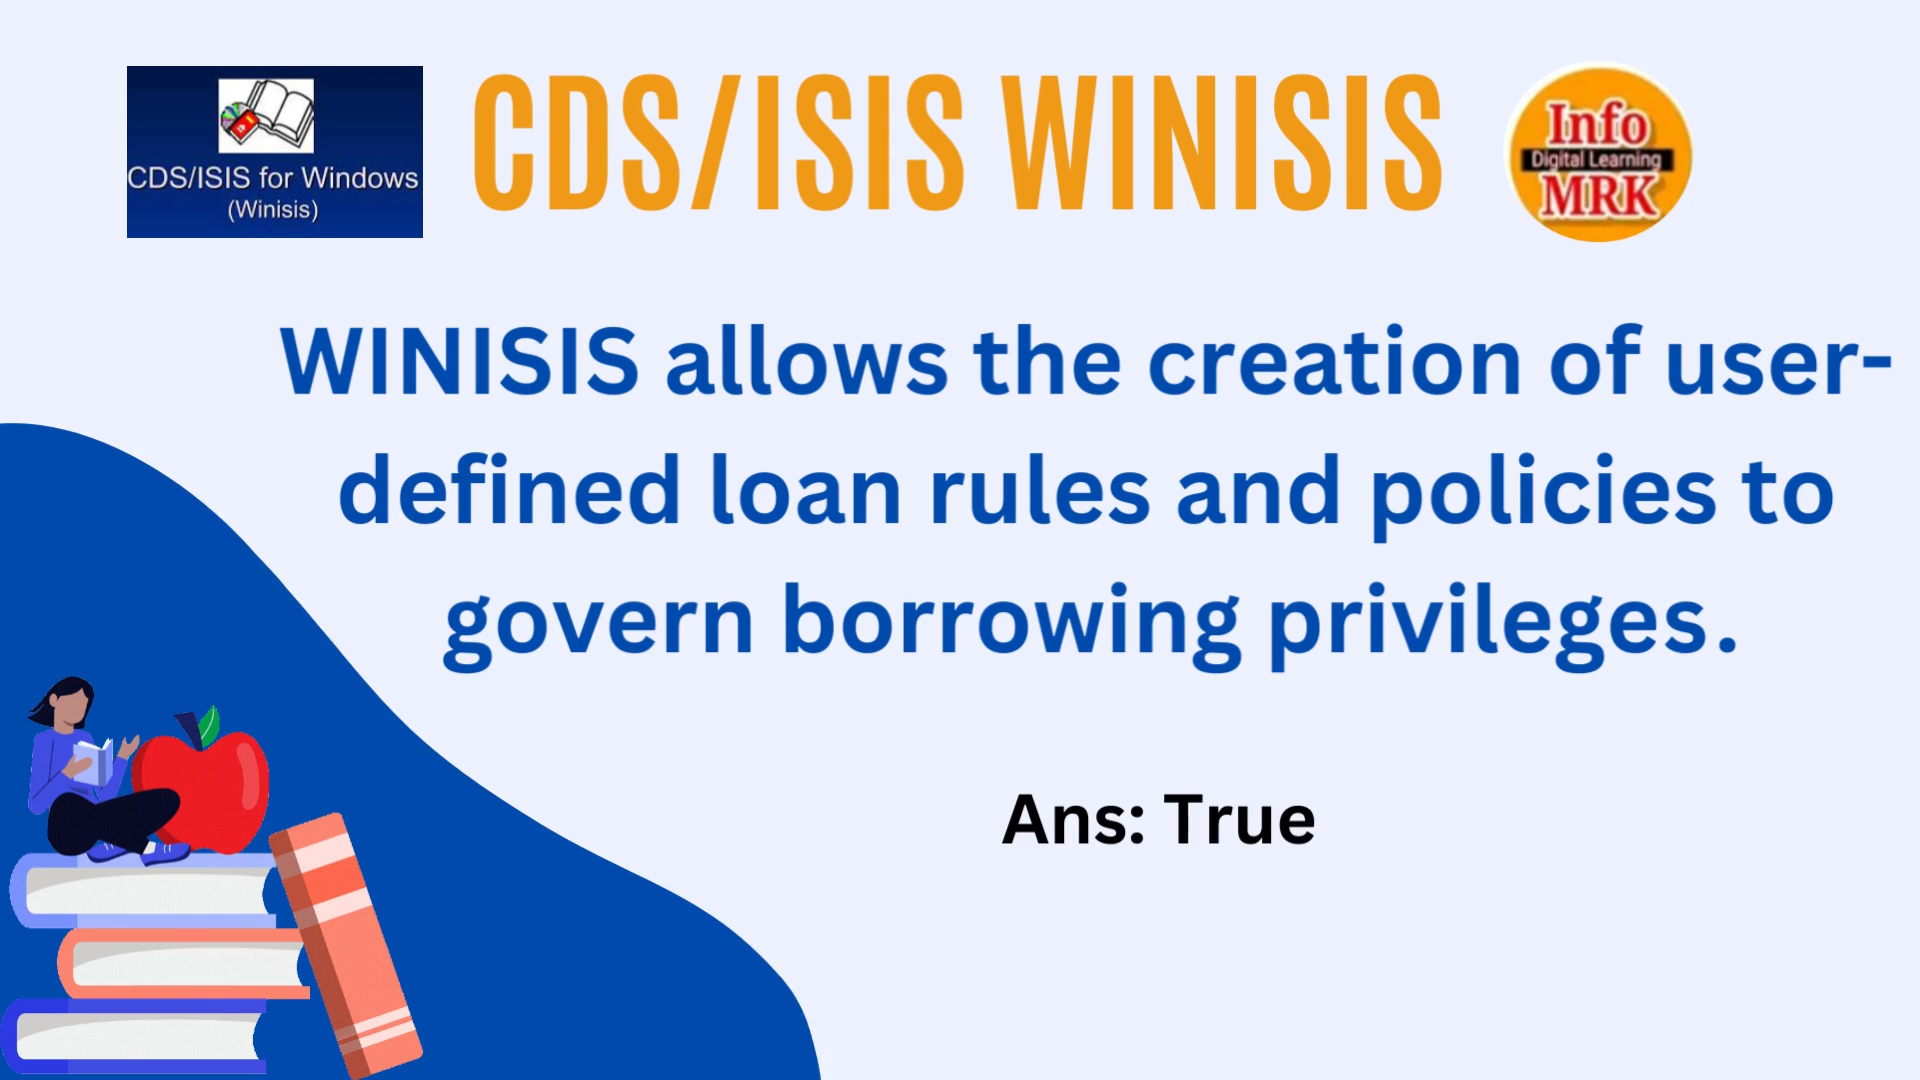 CDS/ISIS for Windows
(Winisis)
CDS/ISIS WINISIS
Info
Digital Learning
MRK
WINISIS allows the creation of user-
defined loan rules and policies to
govern borrowing privileges.
Ans: True